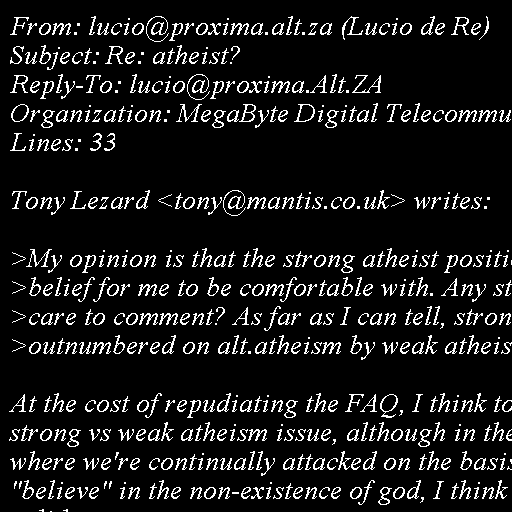 From: lucio@proxima.alt.za (Lucio de Re)
Subject: Re: atheist?
Reply-To: lucio@proxima.Alt.ZA
Organization: MegaByte Digital Telecommu
Lines: 33

Tony Lezard <tony@mantis.co.uk> writes:

>My opinion is that the strong atheist positi
>belief for me to be comfortable with. Any st
>care to comment? As far as I can tell, stron
>outnumbered on alt.atheism by weak atheis

At the cost of repudiating the FAQ, I think to
strong vs weak atheism issue, although in the
where we're continually attacked on the basis
"believe" in the non-existence of god, I think